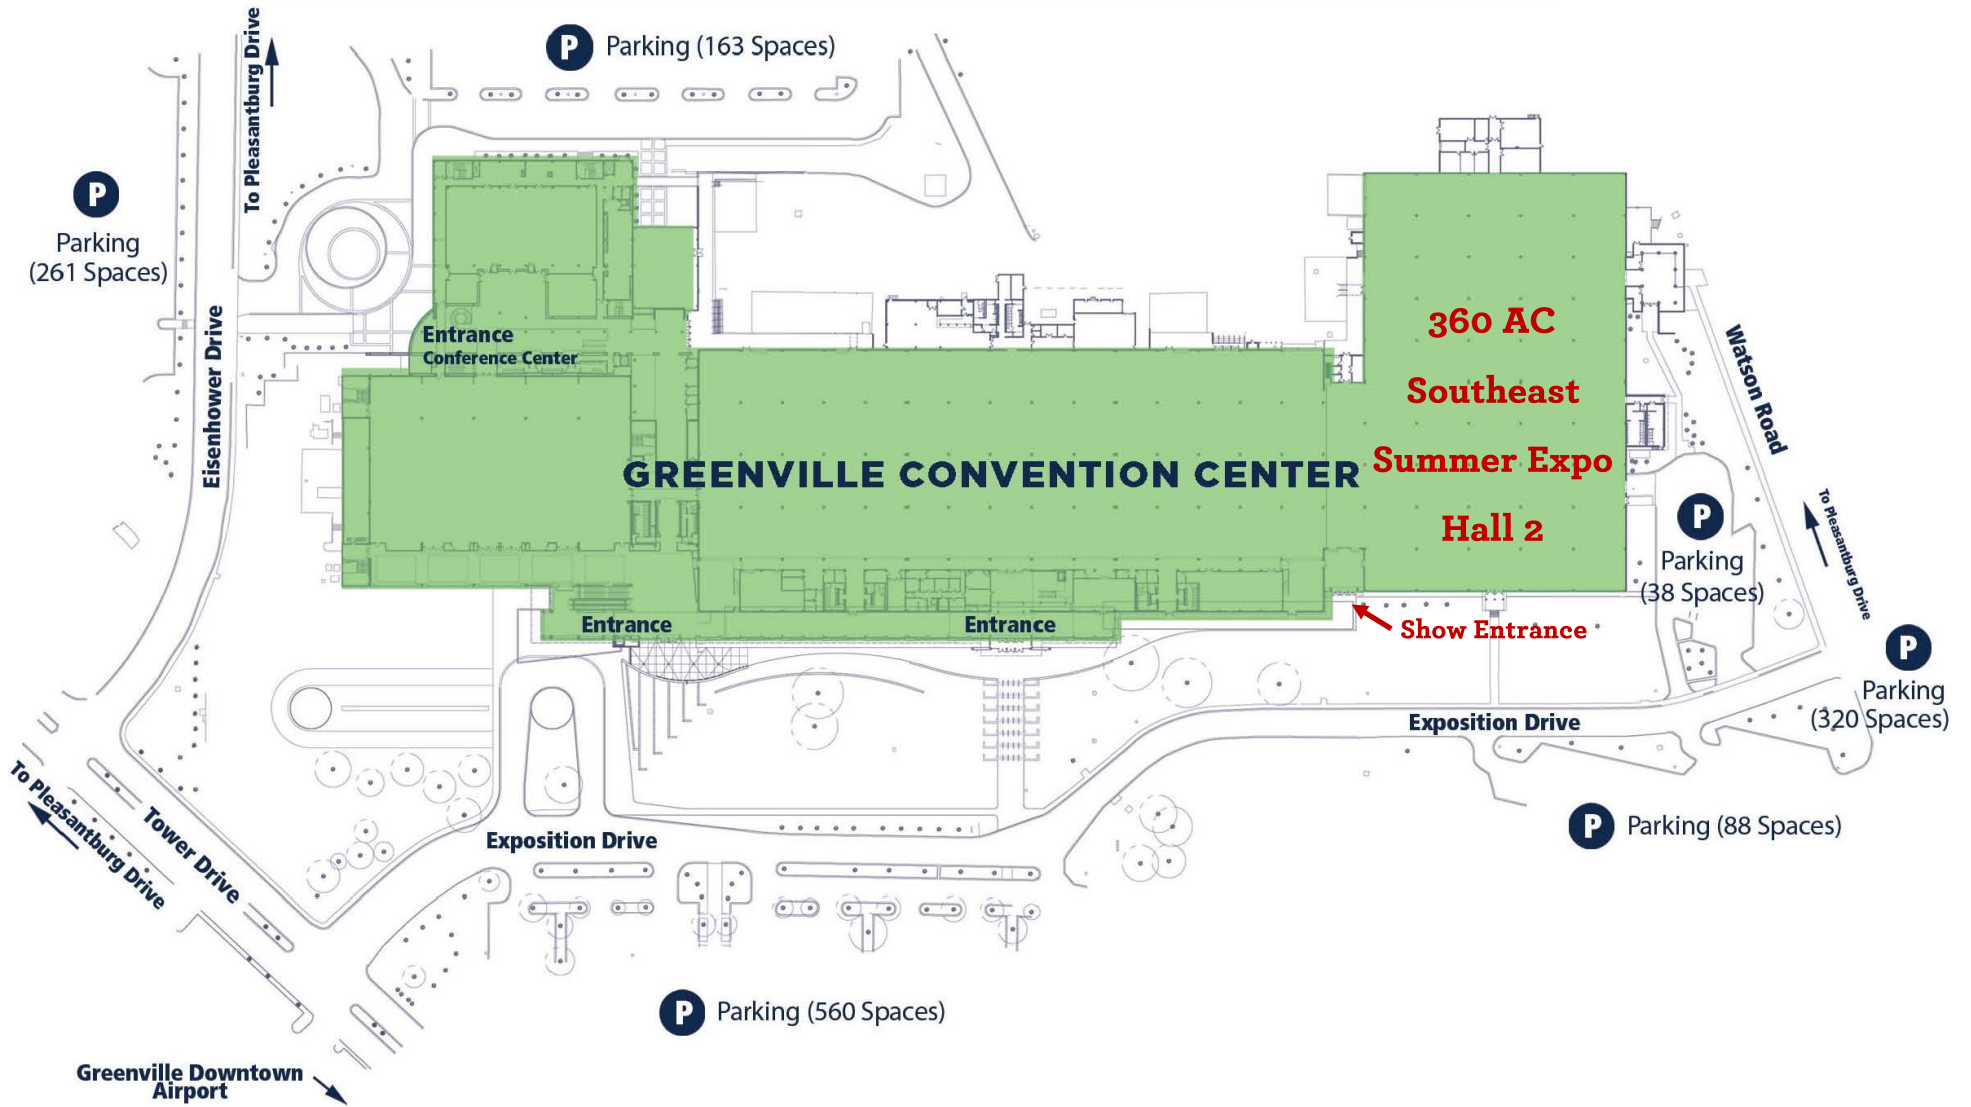 To Pleasantburg Drive
P Parking (163 Spaces)
P
Parking
(261 Spaces)
Eisenhower Drive
Entrance
Conference Center
360 AC
Southeast
Summer Expo
Hall 2
GREENVILLE CONVENTION CENTER
Watson Road
To Pleasantburg Drive
P
Parking
(38 Spaces)
Entrance
Entrance
Show Entrance
P
Parking
(320 Spaces)
Exposition Drive
To Pleasantburg Drive
Tower Drive
Exposition Drive
P Parking (88 Spaces)
P Parking (560 Spaces)
Greenville Downtown
Airport